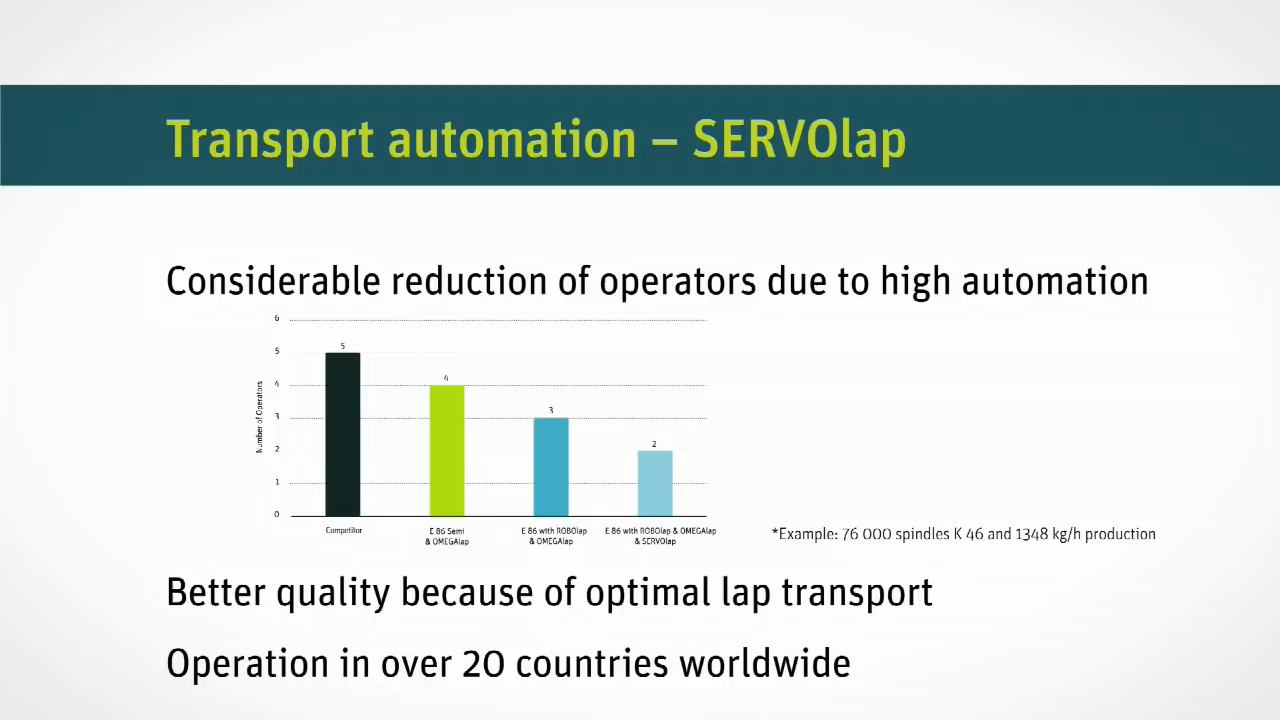 Transport automation – SERVOlap
Considerable reduction of operators due to high automation
6
5
4
3
2
1
0
Number of Operators
5
4
3
2
Competitor
E 86 Semi
& OMEGAlap
E 86 with ROBOlap
& OMEGAlap
E 86 with ROBOlap & OMEGAlap
& SERVOlap
*Example: 76 000 spindles K 46 and 1348 kg/h production
Better quality because of optimal lap transport
Operation in over 20 countries worldwide